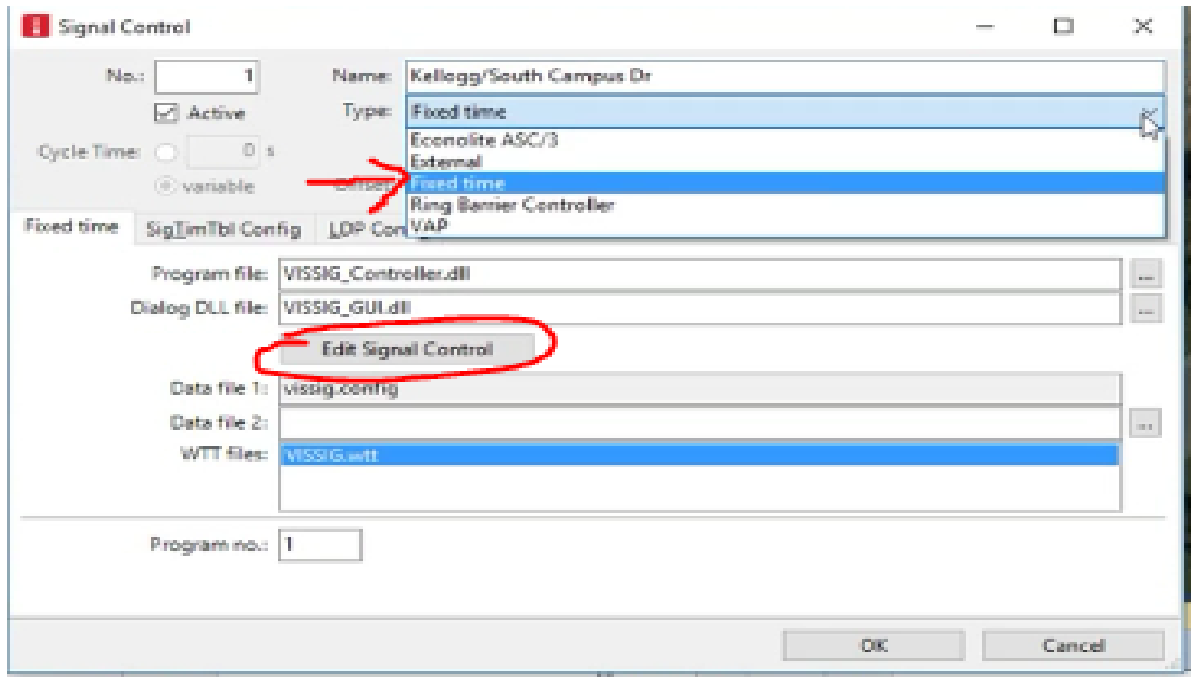 Signal Control
No.: 1 Name: Kellogg/South Campus Dr
Active Type: Fixed time
Econolite ASC/3
Cycle Time: 0 s External
variable Offset: Fixed time
Ring Barrier Controller
Fixed time SigTimTbl Config LDP Con VAP
Program file: VISSIG_Controller.dll ...
Dialog DLL file: VISSIG_GUI.dll ...
Edit Signal Control
Data file 1: vissig.config
Data file 2: ...
WTT files: VISSIG.wtt
Program no.: 1
OK Cancel